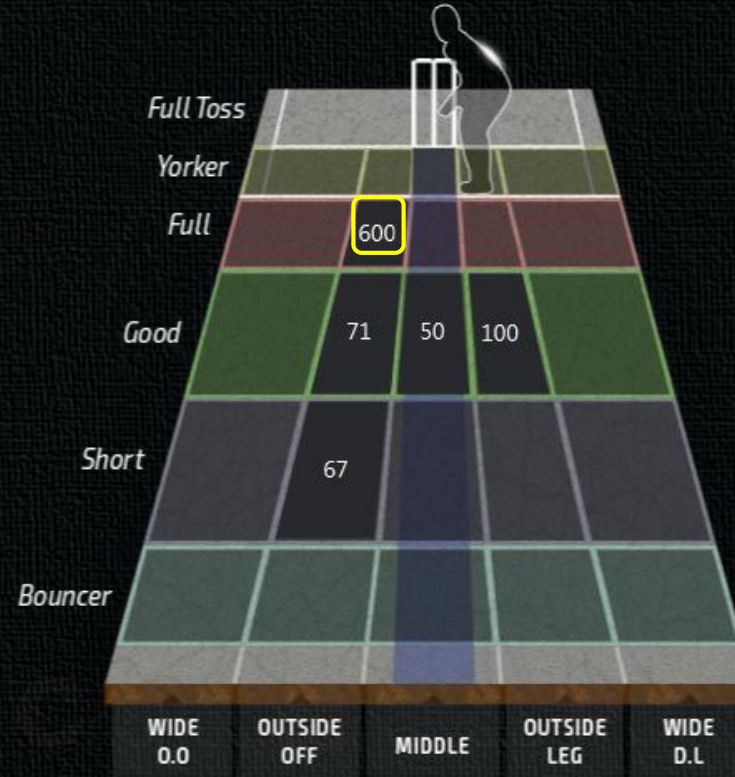 Full Toss
Yorker
Full
600
Good
71 50 100
Short
67
Bouncer
WIDE OUTSIDE MIDDLE OUTSIDE WIDE
O.O OFF LEG D.L